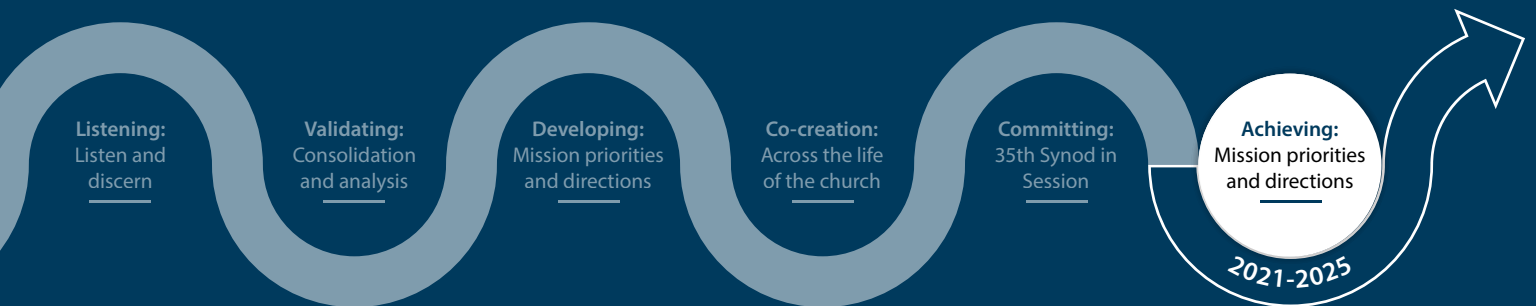 Listening:
Listen and
discern
Validating:
Consolidation
and analysis
Developing:
Mission priorities
and directions
Co-creation:
Across the life
of the church
Committing:
35th Synod in
Session
Achieving:
Mission priorities
and directions
2021-2025